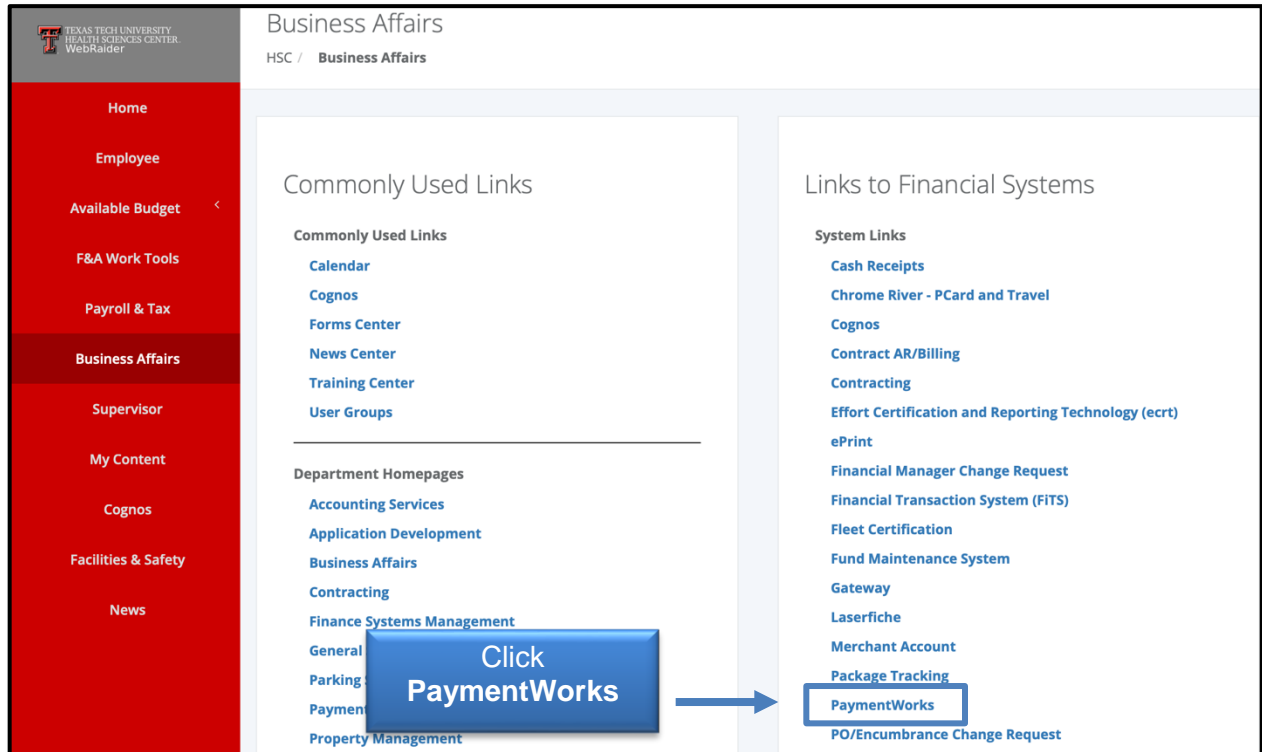 TEXAS TECH UNIVERSITY
HEALTH SCIENCES CENTER.
WebRaider
Home
Employee
Available Budget <
F&A Work Tools
Payroll & Tax
Business Affairs
Supervisor
My Content
Cognos
Facilities & Safety
News
Business Affairs
HSC / Business Affairs
Commonly Used Links
Commonly Used Links
Calendar
Cognos
Forms Center
News Center
Training Center
User Groups
Department Homepages
Accounting Services
Application Development
Business Affairs
Contracting
Finance Systems Management
General
Parking
Property Management
Click
PaymentWorks
Links to Financial Systems
System Links
Cash Receipts
Chrome River - PCard and Travel
Cognos
Contract AR/Billing
Contracting
Effort Certification and Reporting Technology (ecrt)
ePrint
Financial Manager Change Request
Financial Transaction System (FiTS)
Fleet Certification
Fund Maintenance System
Gateway
Laserfiche
Merchant Account
Package Tracking
PaymentWorks
PO/Encumbrance Change Request